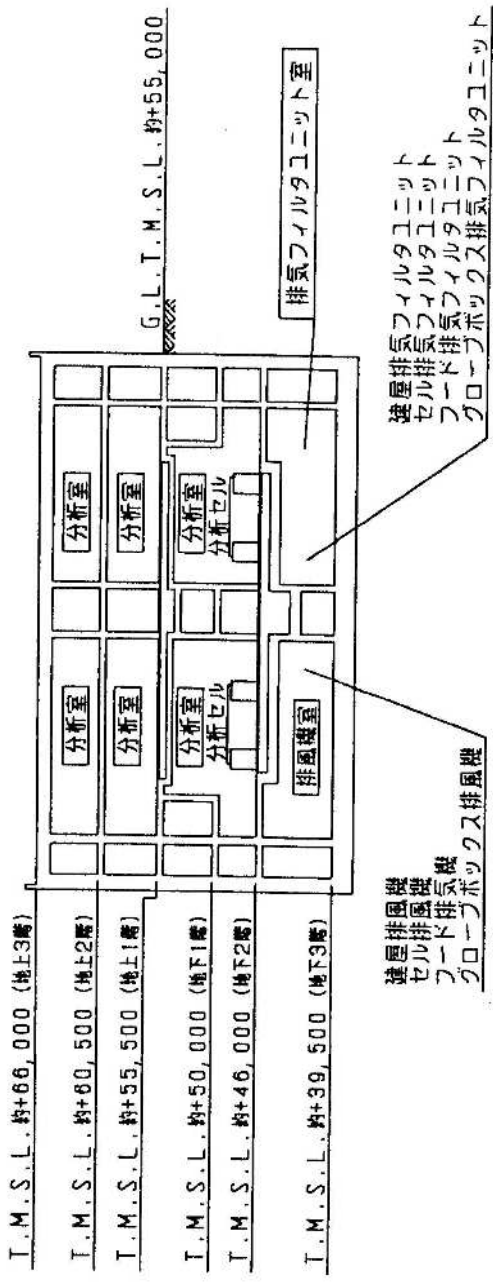 T.M.S.L.約+66,000 (地上3階)
T.M.S.L.約+60,500 (地上2階)
T.M.S.L.約+55,500 (地上1階)
T.M.S.L.約+50,000 (地下1階)
T.M.S.L.約+46,000 (地下2階)
T.M.S.L.約+39,500 (地下3階)
G.L.T.M.S.L.約+55,000
分析室
分析室
分析室
分析室
分析室
分析セル
分析室
分析セル
排風機室
排気フィルタユニット室
建屋排風機
セル排風機
フード排気機
グローブボックス排風機
建屋排気フィルタユニット
セル排気フィルタユニット
フード排気フィルタユニット
グローブボックス排気フィルタユニット